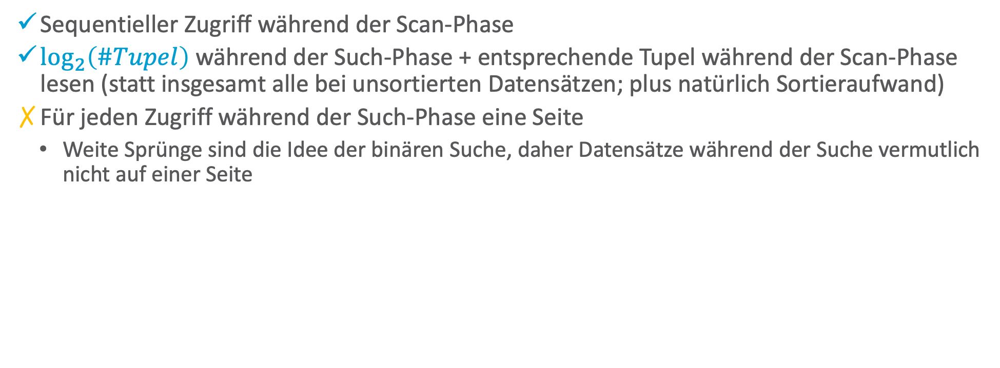 ✓ Sequentieller Zugriff während der Scan-Phase
✓ log₂(#Tupel) während der Such-Phase + entsprechende Tupel während der Scan-Phase
lesen (statt insgesamt alle bei unsortierten Datensätzen; plus natürlich Sortieraufwand)
✗ Für jeden Zugriff während der Such-Phase eine Seite
• Weite Sprünge sind die Idee der binären Suche, daher Datensätze während der Suche vermutlich
nicht auf einer Seite